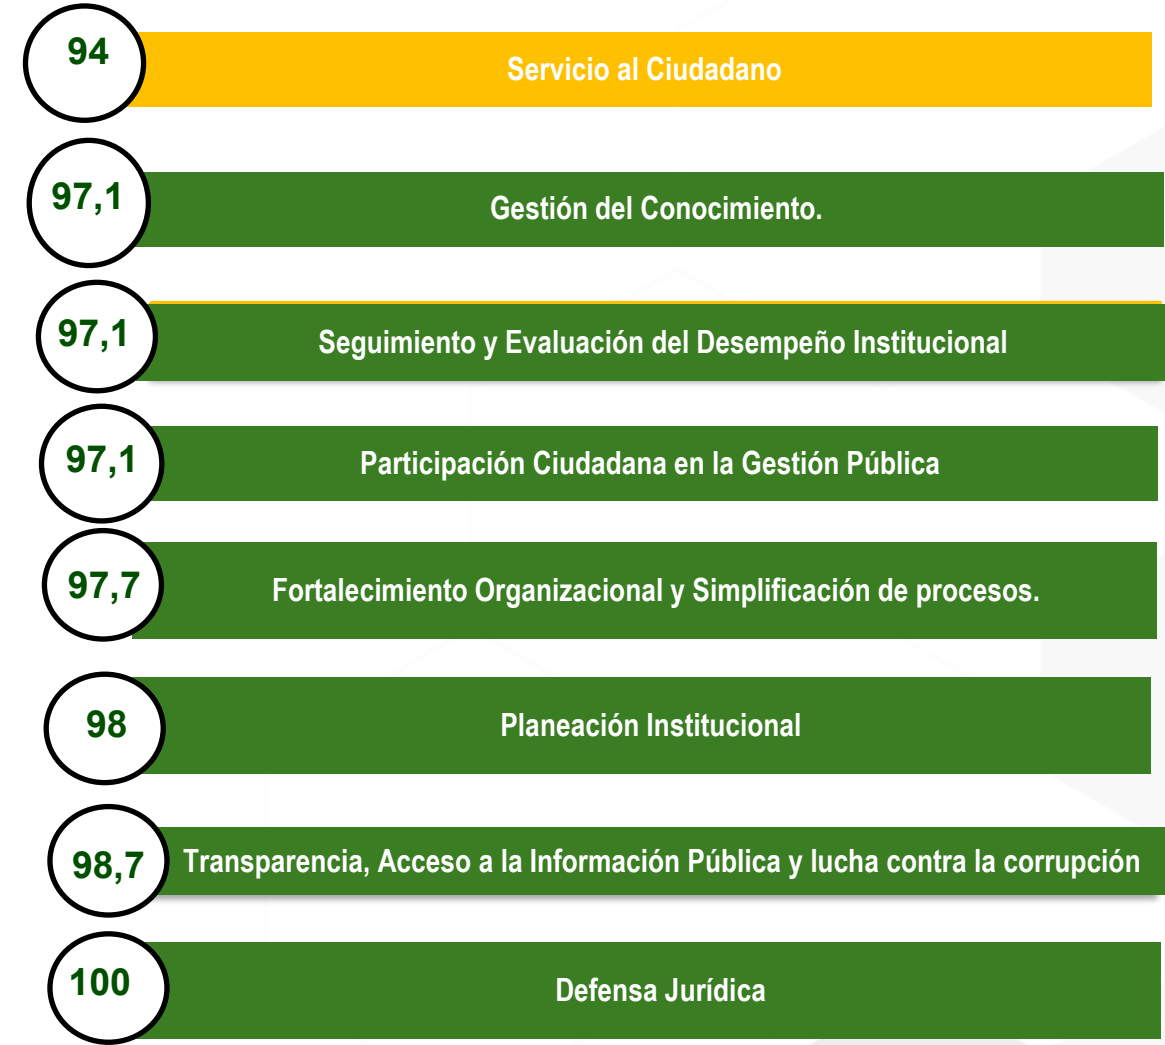 94
Servicio al Ciudadano
97,1
Gestión del Conocimiento.
97,1
Seguimiento y Evaluación del Desempeño Institucional
97,1
Participación Ciudadana en la Gestión Pública
97,7
Fortalecimiento Organizacional y Simplificación de procesos.
98
Planeación Institucional
98,7
Transparencia, Acceso a la Información Pública y lucha contra la corrupción
100
Defensa Jurídica